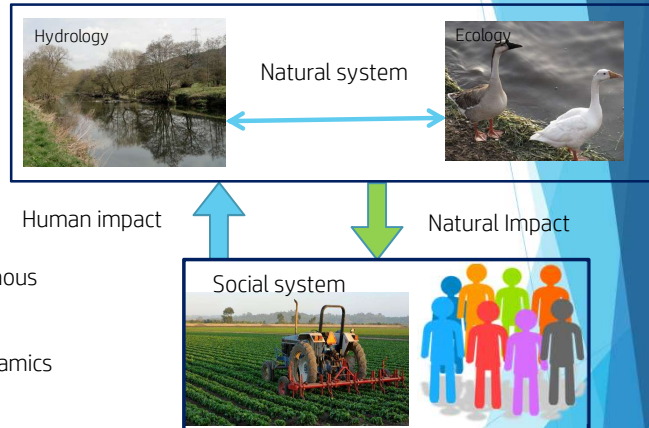 Hydrology
Ecology
Natural system
Human impact
Natural Impact
Social system